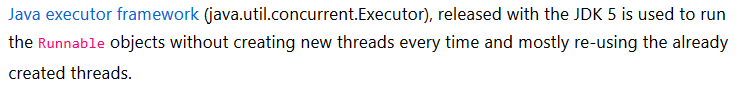 Java executor framework (java.util.concurrent.Executor), released with the JDK 5 is used to run
the Runnable objects without creating new threads every time and mostly re-using the already
created threads.